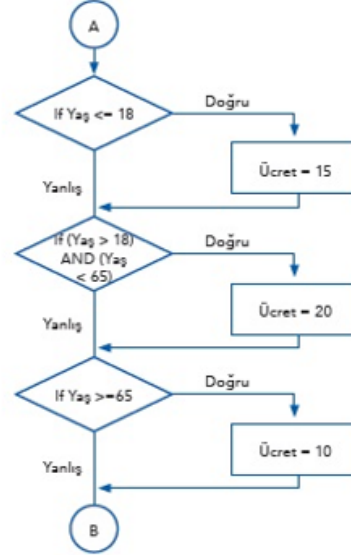 A
If Yaş <= 18
Doğru
Ücret = 15
Yanlış
If (Yaş > 18)
AND (Yaş
< 65)
Doğru
Ücret = 20
Yanlış
If Yaş >=65
Doğru
Ücret = 10
Yanlış
B